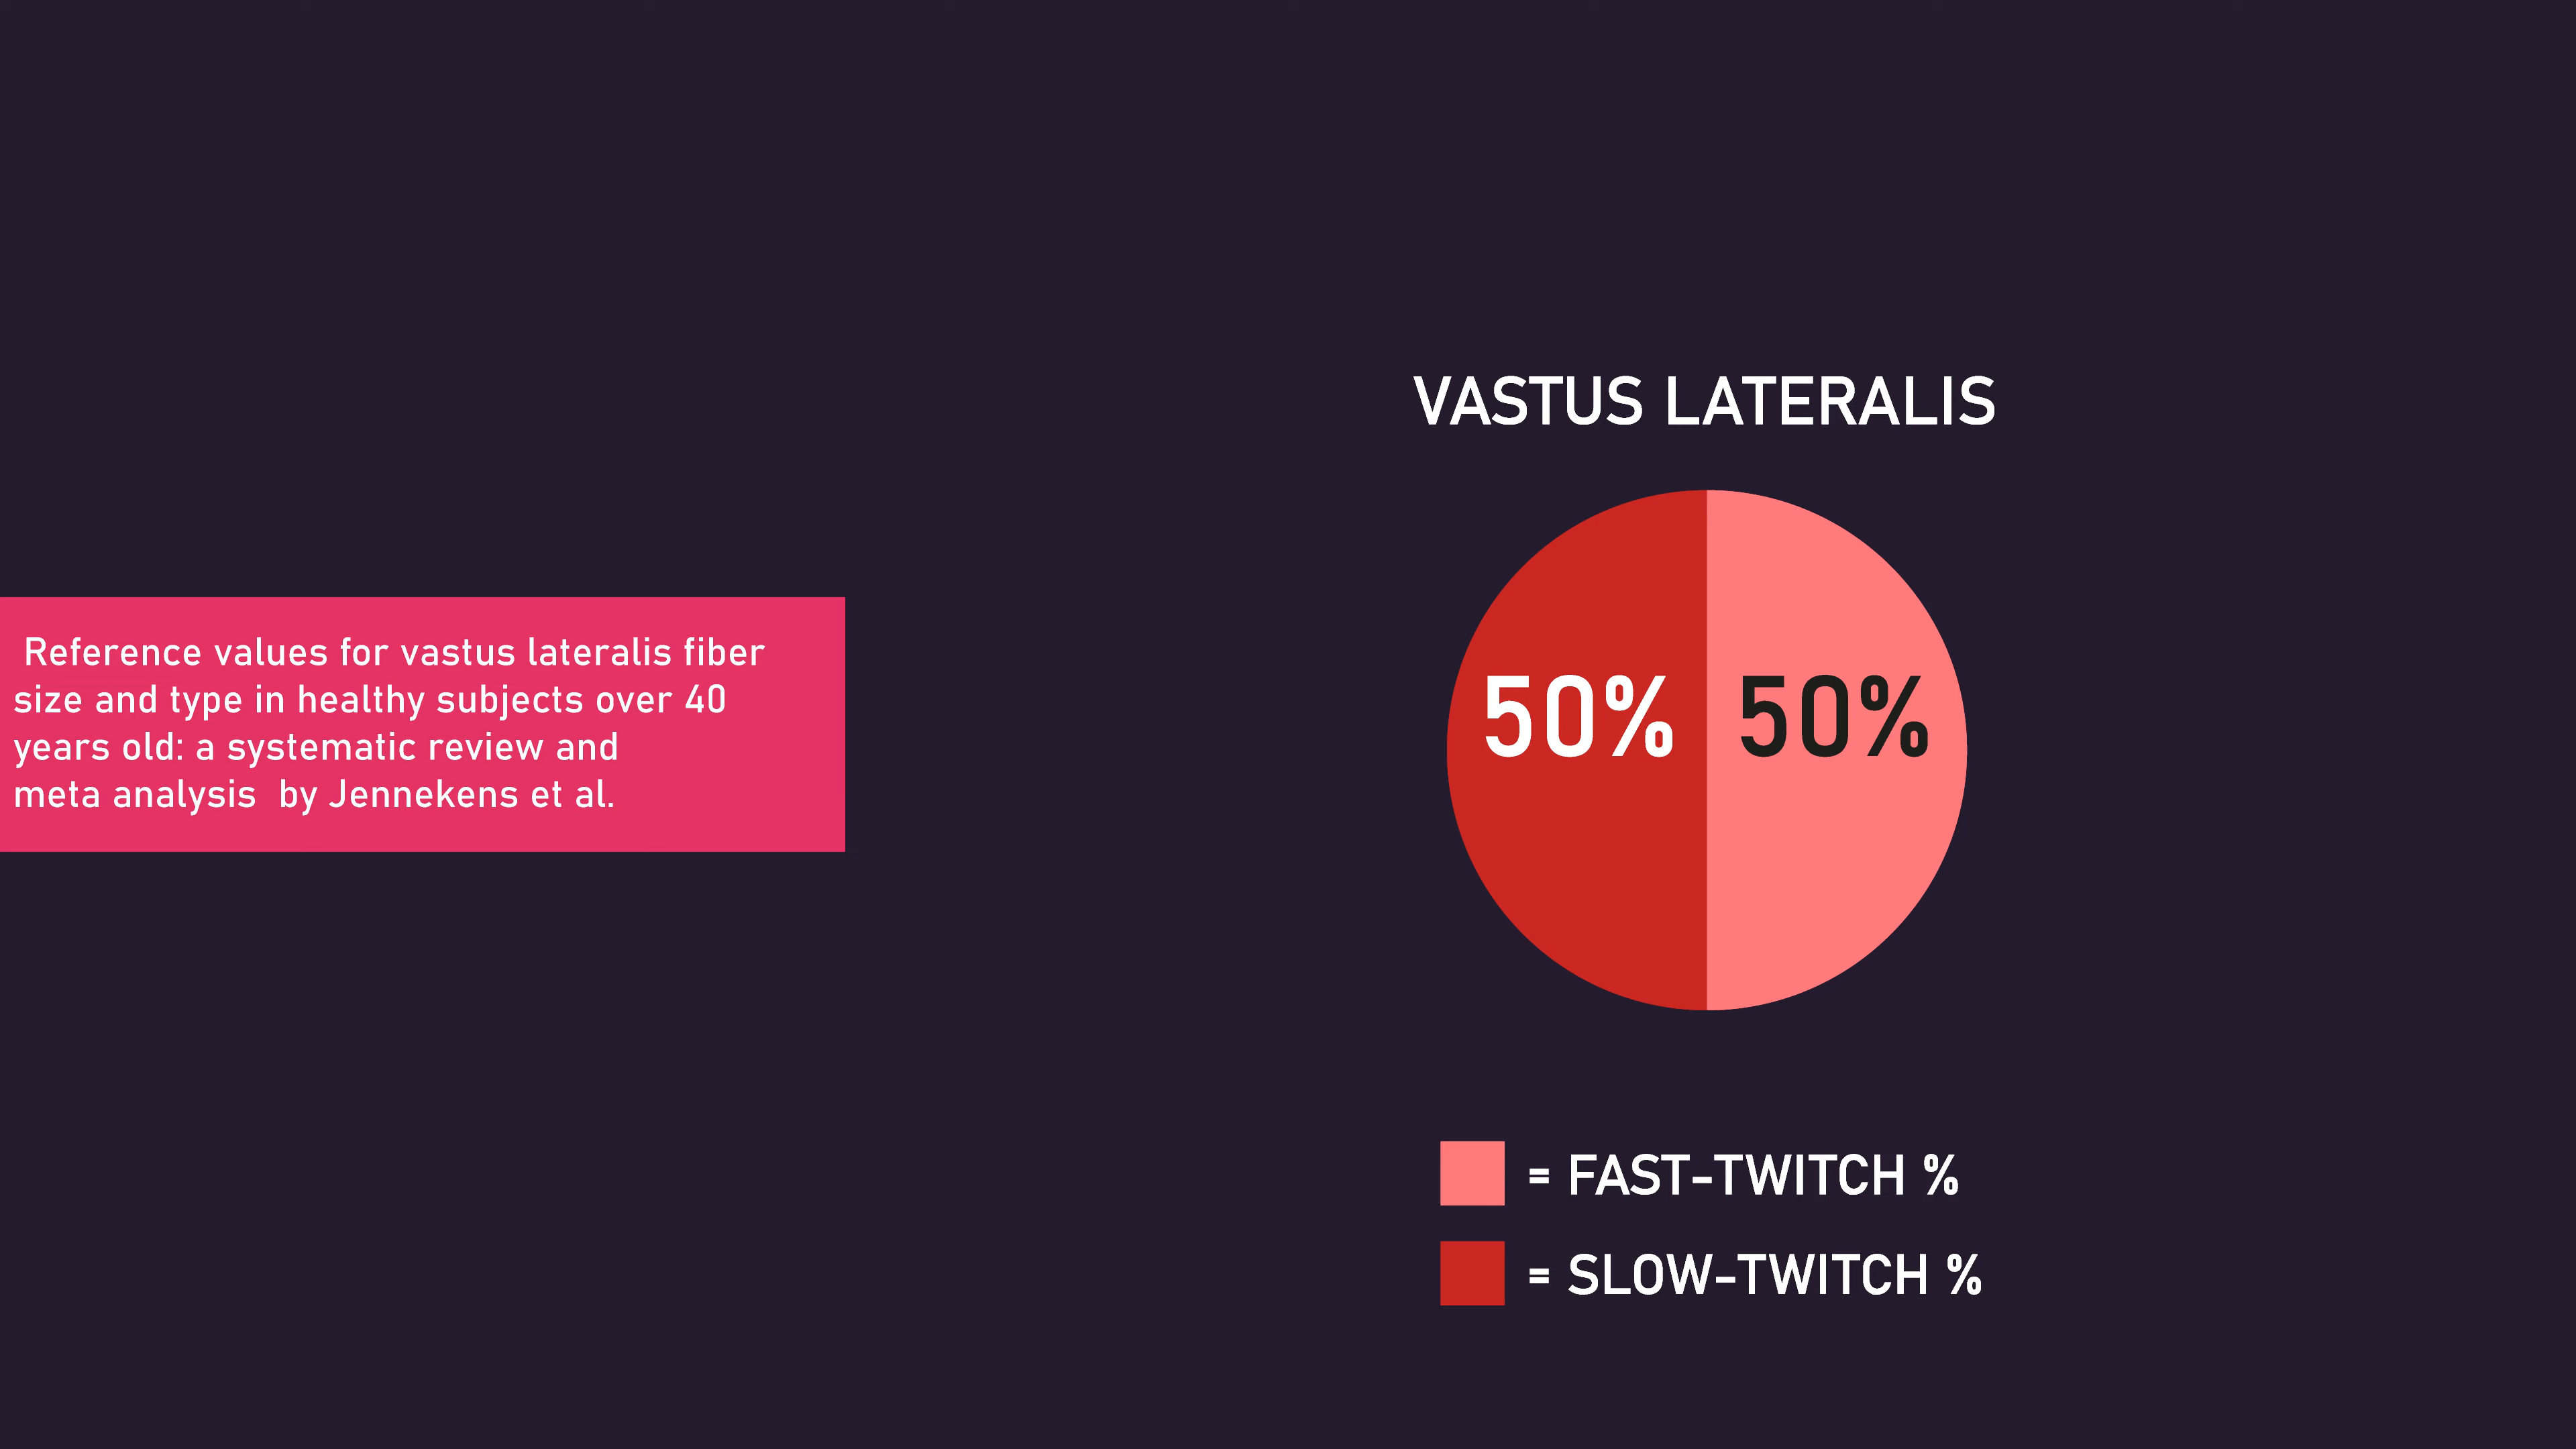 Reference values for vastus lateralis fiber
size and type in healthy subjects over 40
years old: a systematic review and
meta analysis  by Jennekens et al.
VASTUS LATERALIS
50% 50%
= FAST-TWITCH %
= SLOW-TWITCH %